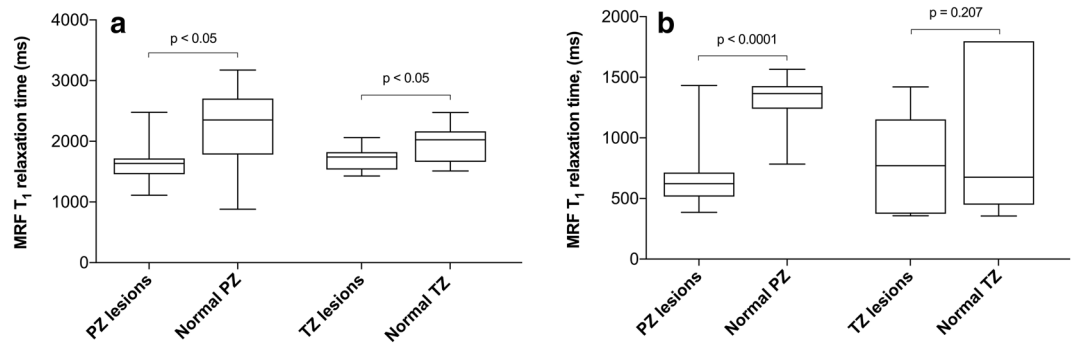 a
p < 0.05
p < 0.05
MRF T1 relaxation time (ms)
4000
3000
2000
1000
0
PZ lesions
Normal PZ
TZ lesions
Normal TZ
b
p < 0.0001
p = 0.207
MRF T1 relaxation time, (ms)
2000
1500
1000
500
0
PZ lesions
Normal PZ
TZ lesions
Normal TZ